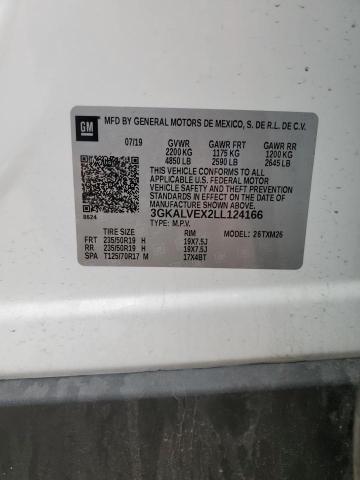 GM
MFD BY GENERAL MOTORS DE MEXICO, S. DE R.L. DE C.V.
07/19 GVWR GAWR FRT GAWR RR
2200 KG 1175 KG 1200 KG
4850 LB 2590 LB 2645 LB
THIS VEHICLE CONFORMS TO ALL APPLICABLE
U.S. FEDERAL MOTOR VEHICLE SAFETY, BUMPER,
AND THEFT PREVENTION STANDARDS IN EFFECT ON
THE DATE OF MANUFACTURE SHOWN ABOVE.
3GKALVEX2LL124166
8624
TYPE: M.P.V. MODEL: 26TXM26
TIRE SIZE RIM
FRT 235/50R19 H 19X7.5J
RR 235/50R19 H 19X7.5J
SPA T125/70R17 M 17X4BT